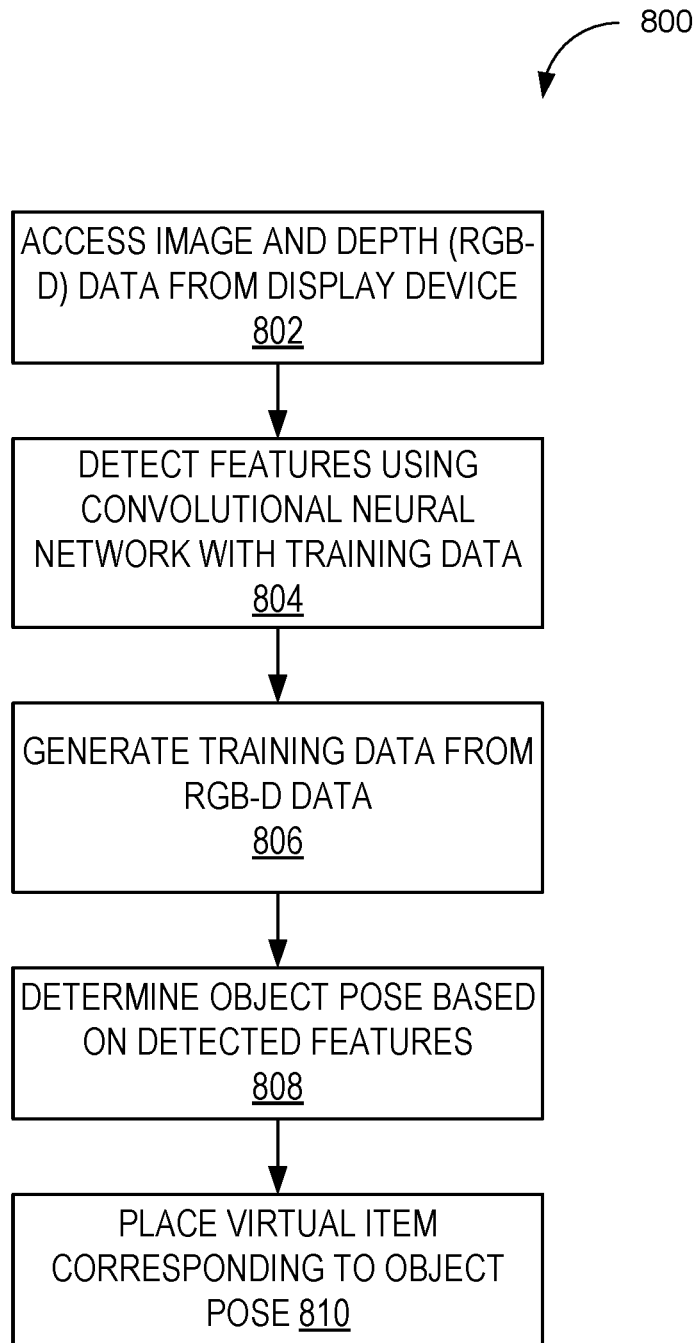 800
ACCESS IMAGE AND DEPTH (RGB-
D) DATA FROM DISPLAY DEVICE
802
DETECT FEATURES USING
CONVOLUTIONAL NEURAL
NETWORK WITH TRAINING DATA
804
GENERATE TRAINING DATA FROM
RGB-D DATA
806
DETERMINE OBJECT POSE BASED
ON DETECTED FEATURES
808
PLACE VIRTUAL ITEM
CORRESPONDING TO OBJECT
POSE 810